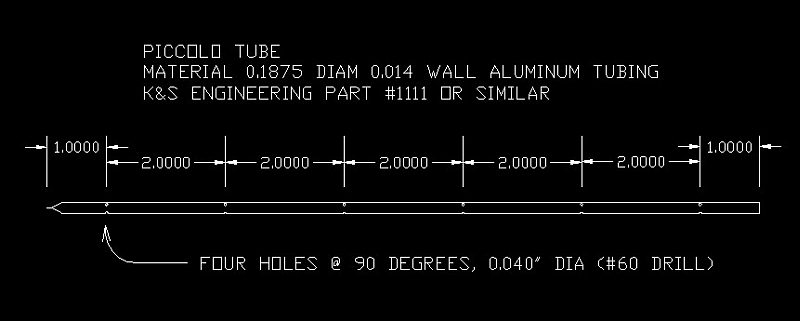 PICCOLO TUBE
MATERIAL 0.1875 DIAM 0.014 WALL ALUMINUM TUBING
K&S ENGINEERING PART #1111 OR SIMILAR
1.0000 1.0000
2.0000 2.0000 2.0000 2.0000 2.0000
FOUR HOLES @ 90 DEGREES, 0.040" DIA (#60 DRILL)